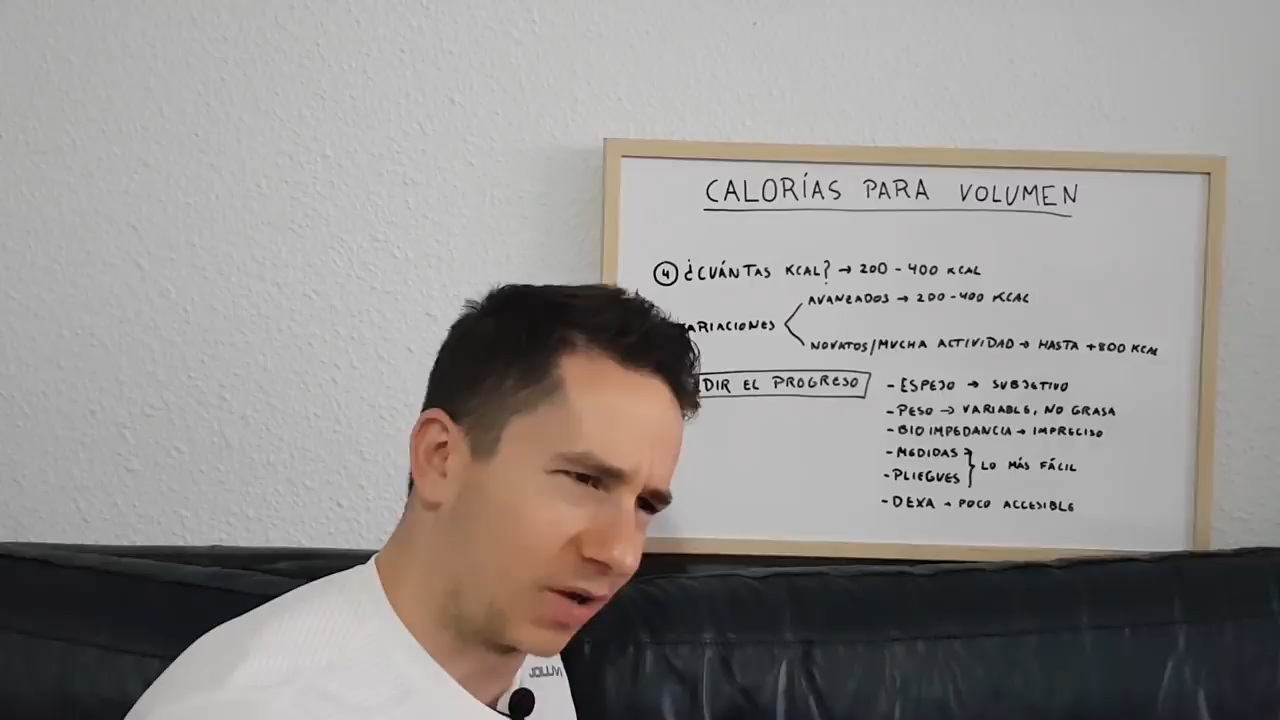 CALORÍAS PARA VOLUMEN
4 ¿CUÁNTAS KCAL? → 200 - 400 KCAL
ARIACIONES
AVANZADOS → 200-400 KCAL
NOVATOS/MUCHA ACTIVIDAD → HASTA +800 KCAL
DIR EL PROGRESO
- ESPEJO → SUBJETIVO
- PESO → VARIABLE, NO GRASA
- BIO IMPEDANCIA → IMPRECISO
- MEDIDAS
- PLIEGUES
LO MÁS FÁCIL
- DEXA → POCO ACCESIBLE